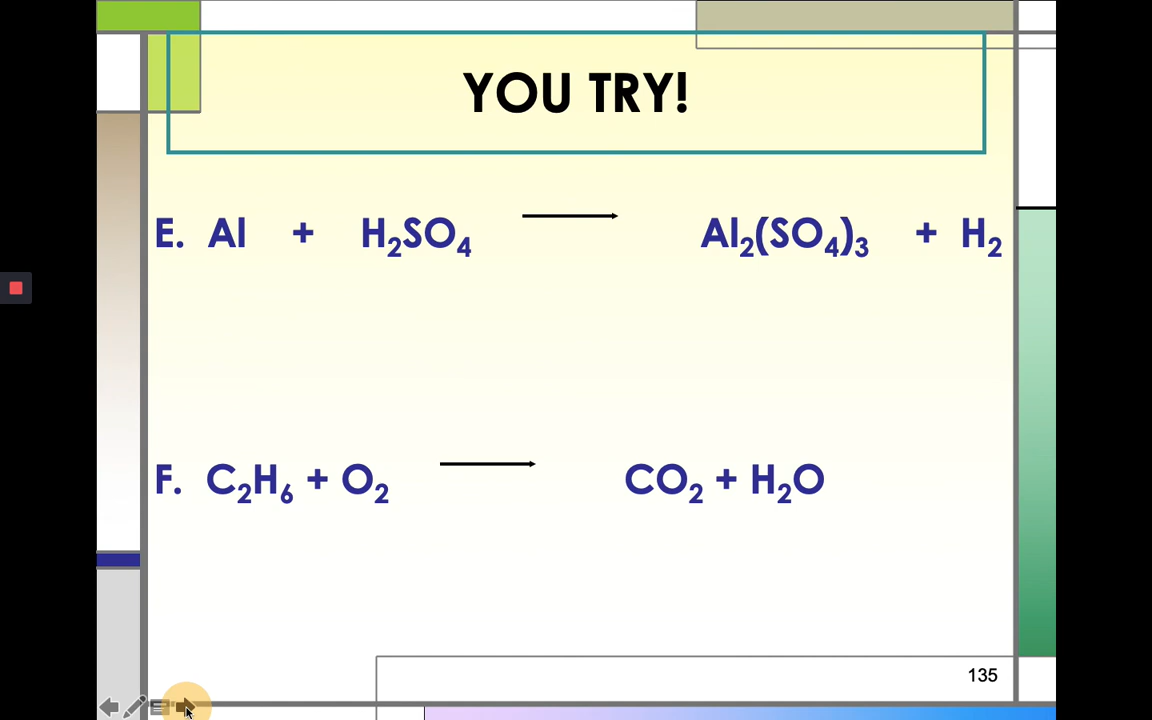 YOU TRY!
E. Al + H₂SO₄ ⟶ Al₂(SO₄)₃ + H₂
F. C₂H₆ + O₂ ⟶ CO₂ + H₂O
135